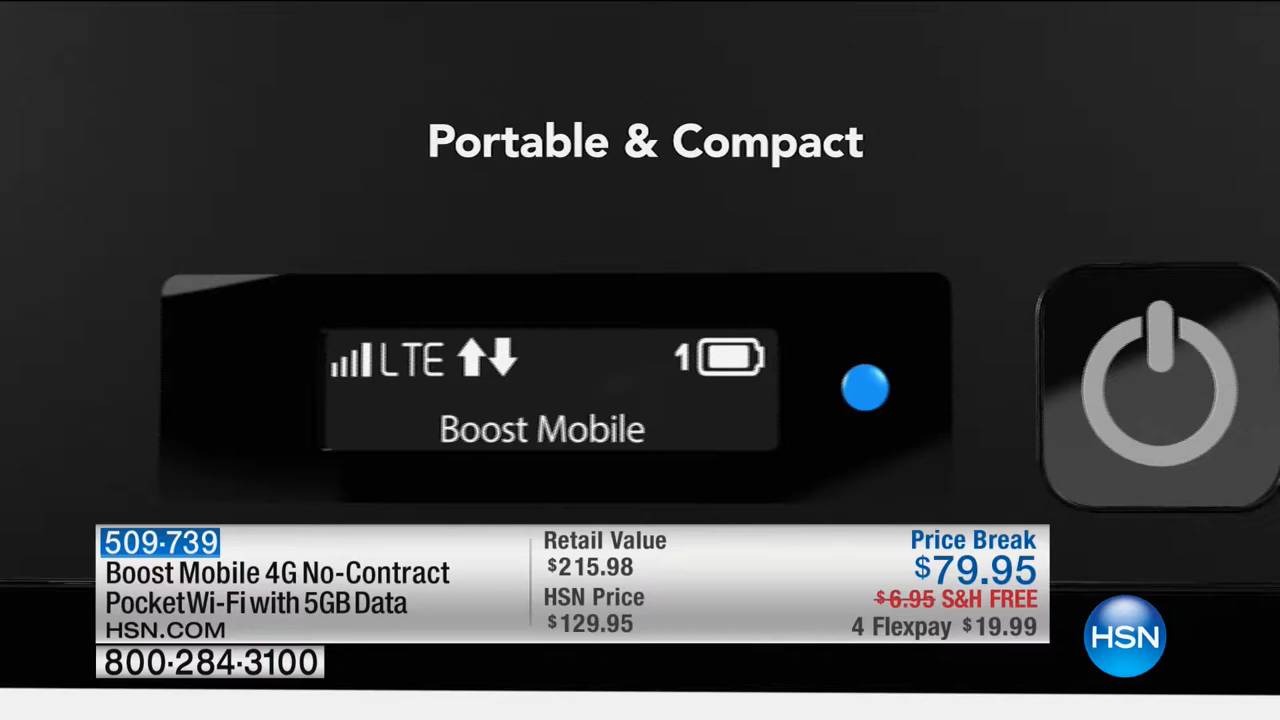 Portable & Compact
LTE
1
Boost Mobile
509·739
Boost Mobile 4G No-Contract
Pocket Wi-Fi with 5GB Data
HSN.COM
800·284·3100
Retail Value
$215.98
HSN Price
$129.95
Price Break
$79.95
$6.95 S&H FREE
4 Flexpay $19.99
HSN